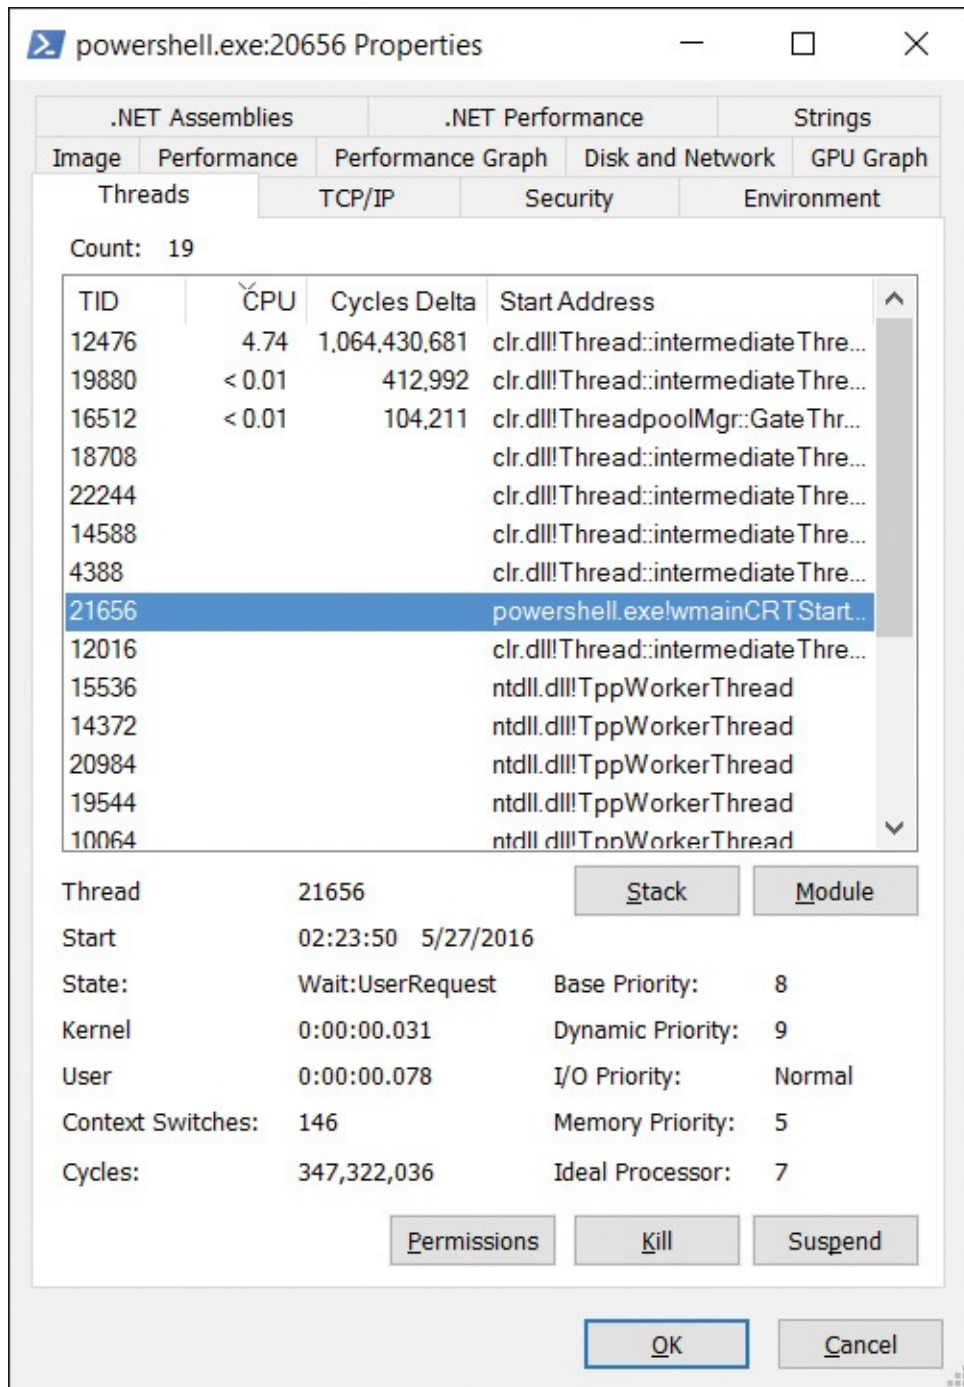 powershell.exe:20656 Properties
.NET Assemblies .NET Performance Strings
Image Performance Performance Graph Disk and Network GPU Graph
Threads TCP/IP Security Environment
Count: 19
TID CPU Cycles Delta Start Address
12476 4.74 1,064,430,681 clr.dll!Thread::intermediateThre...
19880 < 0.01 412,992 clr.dll!Thread::intermediateThre...
16512 < 0.01 104,211 clr.dll!ThreadpoolMgr::GateThr...
18708 clr.dll!Thread::intermediateThre...
22244 clr.dll!Thread::intermediateThre...
14588 clr.dll!Thread::intermediateThre...
4388 clr.dll!Thread::intermediateThre...
21656 powershell.exe!wmainCRTStart...
12016 clr.dll!Thread::intermediateThre...
15536 ntdll.dll!TppWorkerThread
14372 ntdll.dll!TppWorkerThread
20984 ntdll.dll!TppWorkerThread
19544 ntdll.dll!TppWorkerThread
10064 ntdll.dll!TppWorkerThread
Thread 21656 Stack Module
Start 02:23:50 5/27/2016
State: Wait:UserRequest Base Priority: 8
Kernel 0:00:00.031 Dynamic Priority: 9
User 0:00:00.078 I/O Priority: Normal
Context Switches: 146 Memory Priority: 5
Cycles: 347,322,036 Ideal Processor: 7
Permissions Kill Suspend
OK Cancel